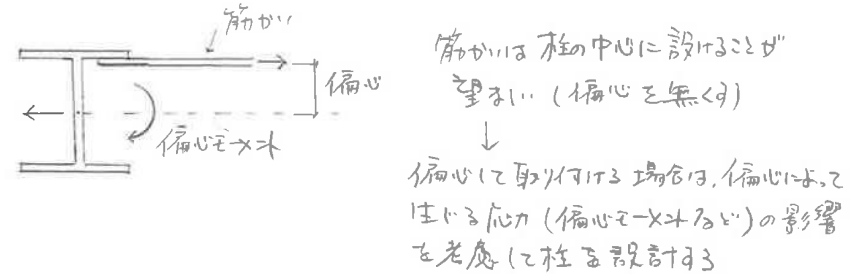 筋かい
偏心
偏心モーメント
筋かいは柱の中心に設けることが
望ましい(偏心を無くす)
偏心して取り付ける場合は、偏心によって
生じる応力(偏心モーメントなど)の影響
を考慮して柱を設計する